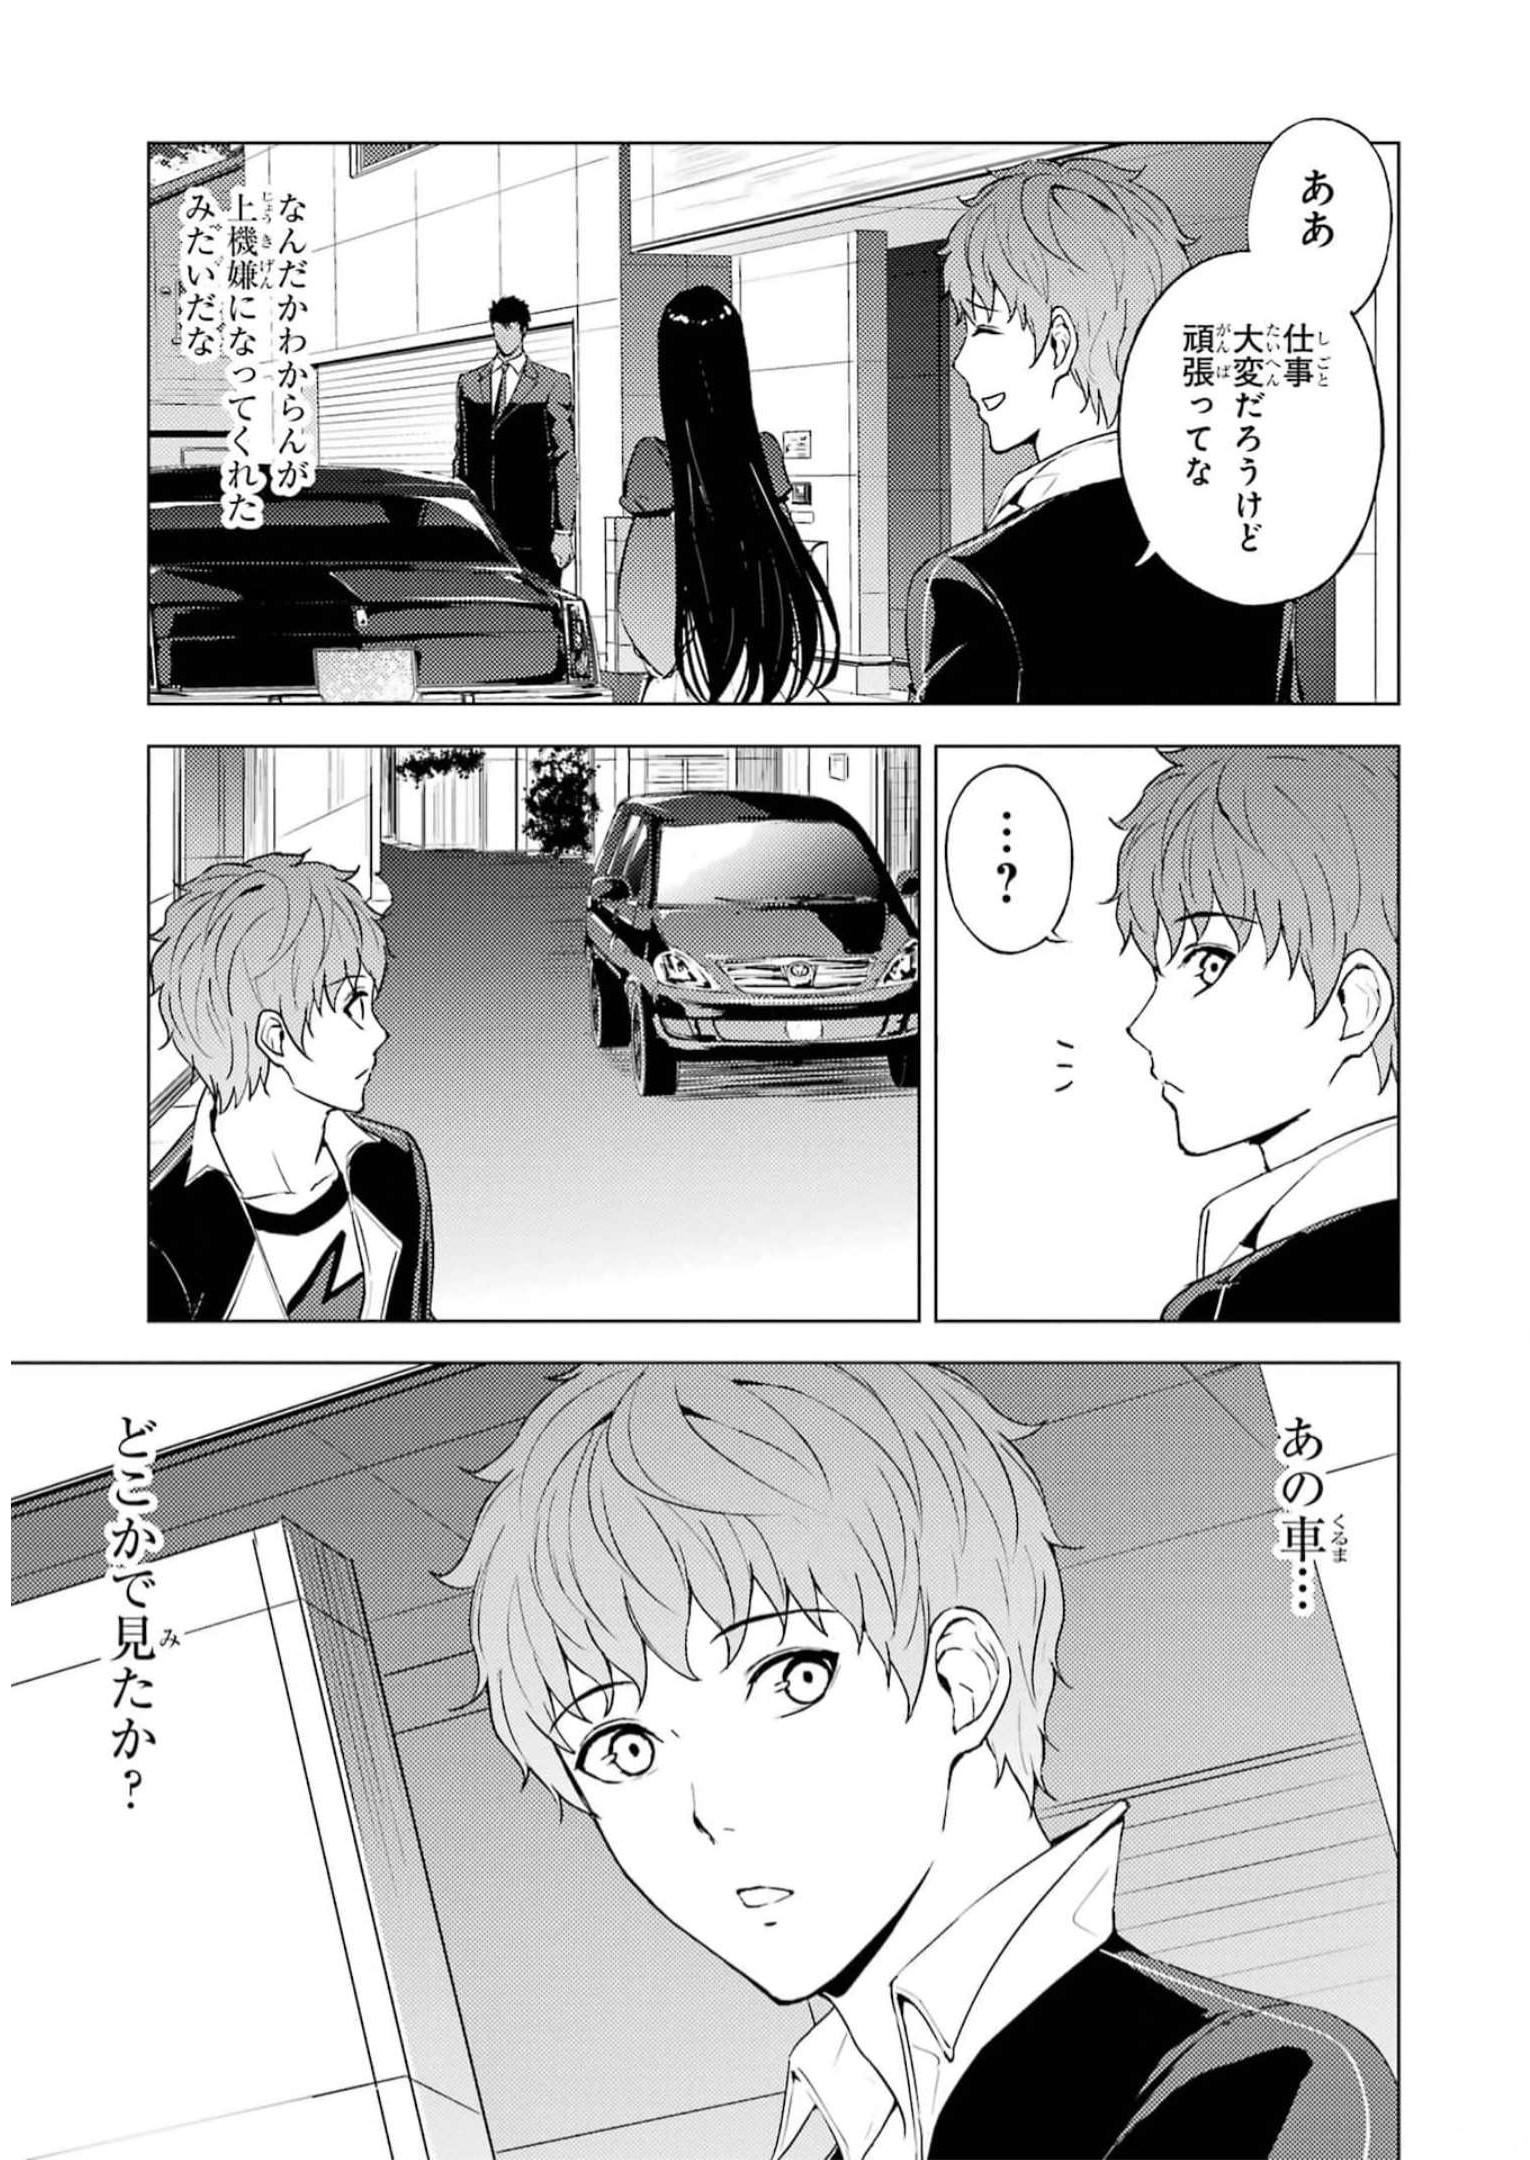 ああ
仕事
大変だろうけど
頑張ってな
なんだかわからんが
上機嫌になってくれた
みたいだな
…?
あの車…
どこかで見たか?